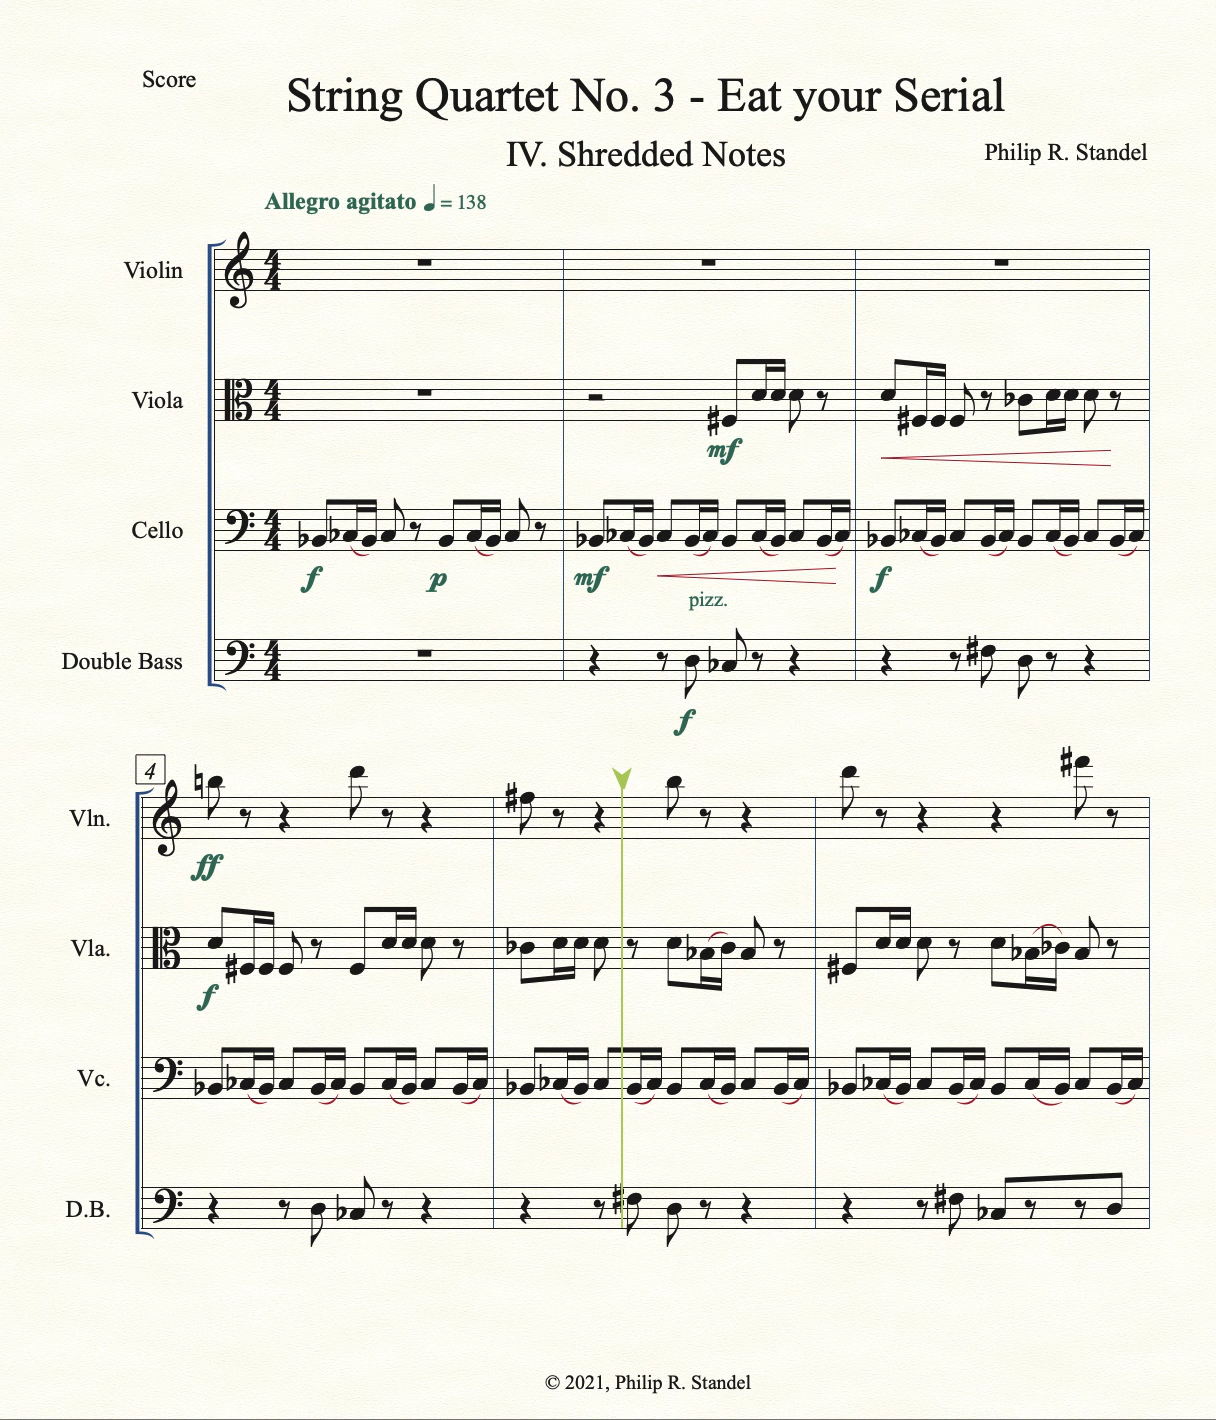 Score
String Quartet No. 3 - Eat your Serial
IV. Shredded Notes
Philip R. Standel
Allegro agitato ♩ = 138
Violin
Viola
mf
Cello
f p mf f
pizz.
Double Bass
f
4
Vln.
ff
Vla.
f
Vc.
D.B.
© 2021, Philip R. Standel